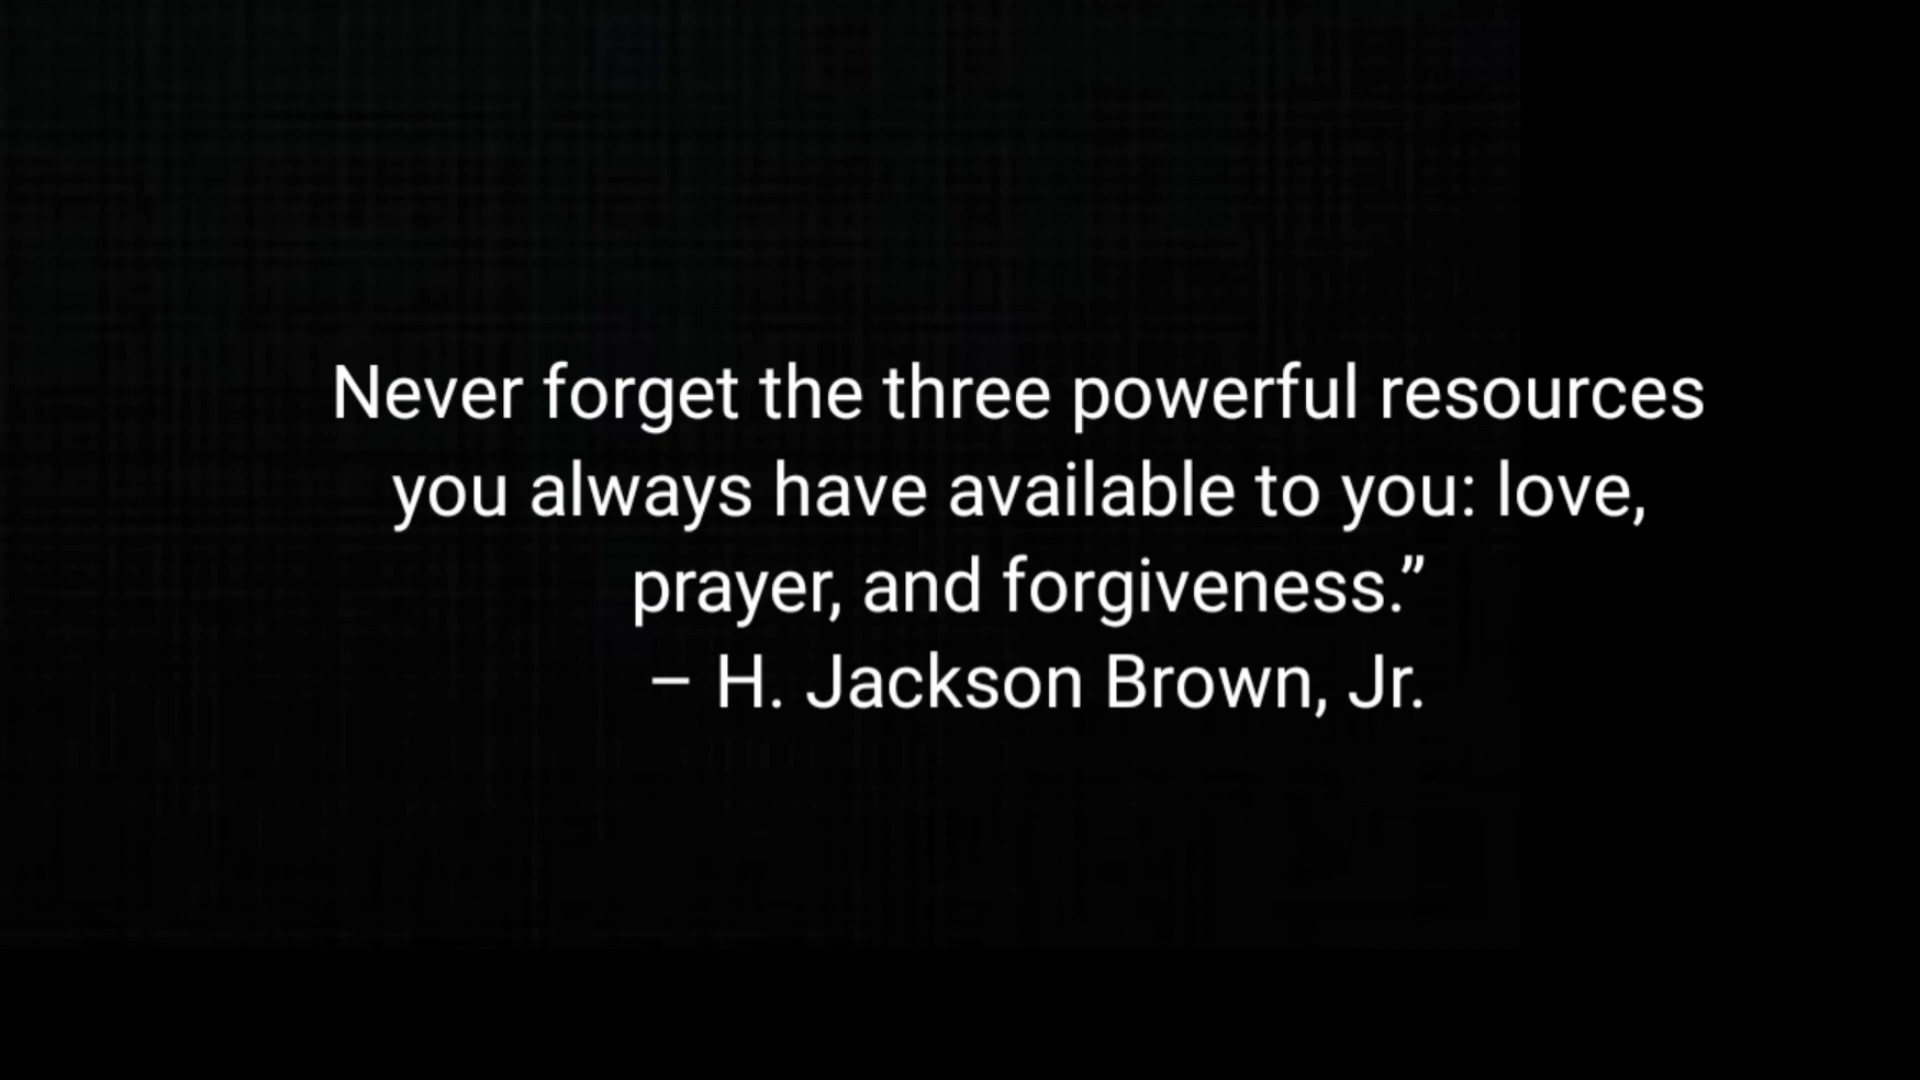 Never forget the three powerful resources
you always have available to you: love,
prayer, and forgiveness.”
– H. Jackson Brown, Jr.